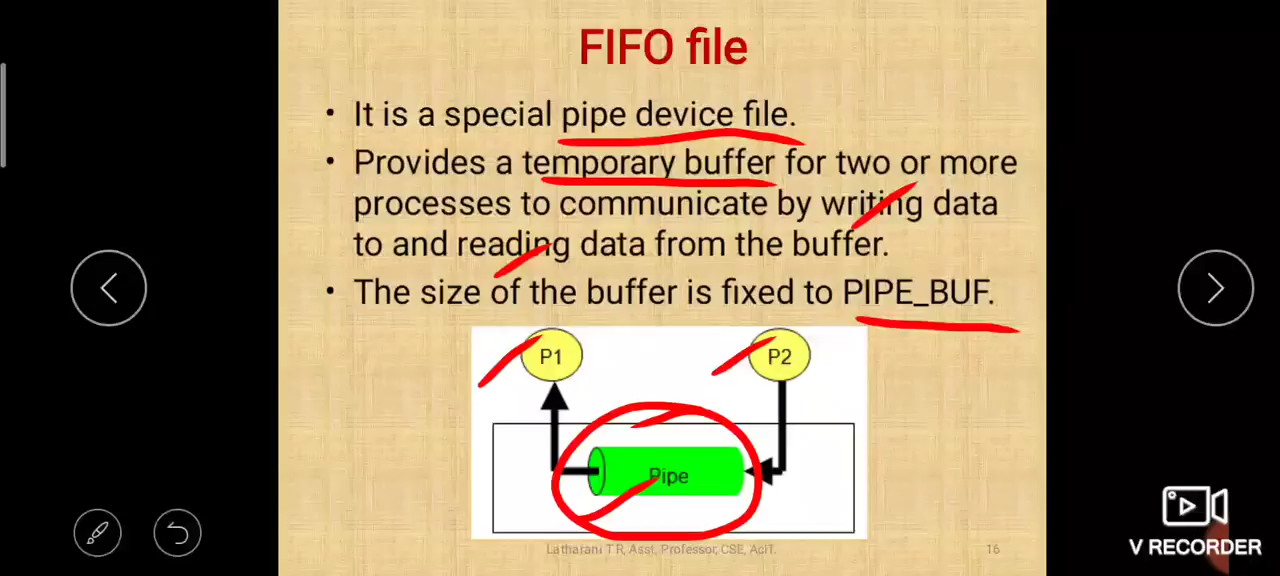 FIFO file
• It is a special pipe device file.
• Provides a temporary buffer for two or more
processes to communicate by writing data
to and reading data from the buffer.
• The size of the buffer is fixed to PIPE_BUF.
P1
P2
Pipe
Latharani T R, Asst. Professor, CSE, AcIT.
16
V RECORDER